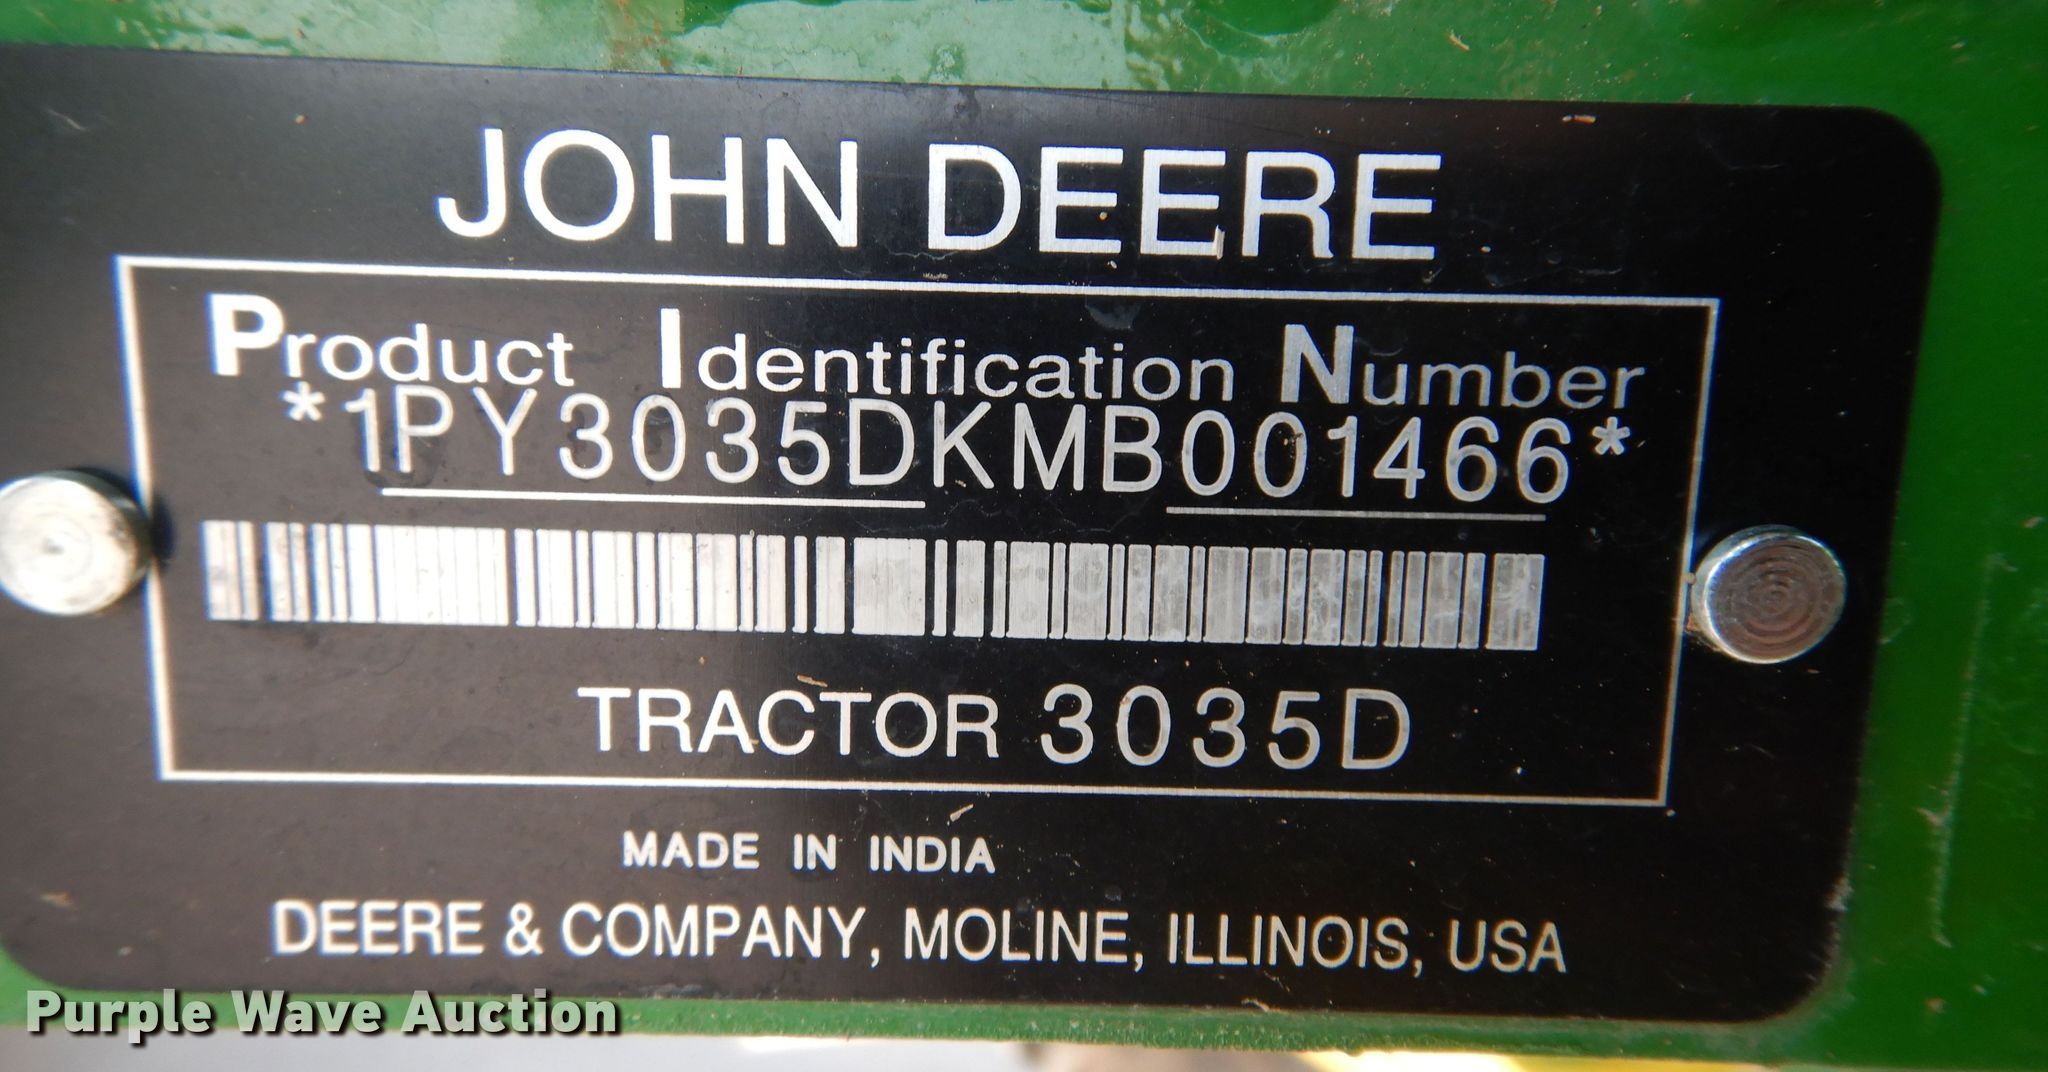 JOHN DEERE
Product Identification Number
*1PY3035DKMB001466*
TRACTOR 3035D
MADE IN INDIA
DEERE & COMPANY, MOLINE, ILLINOIS, USA
Purple Wave Auction